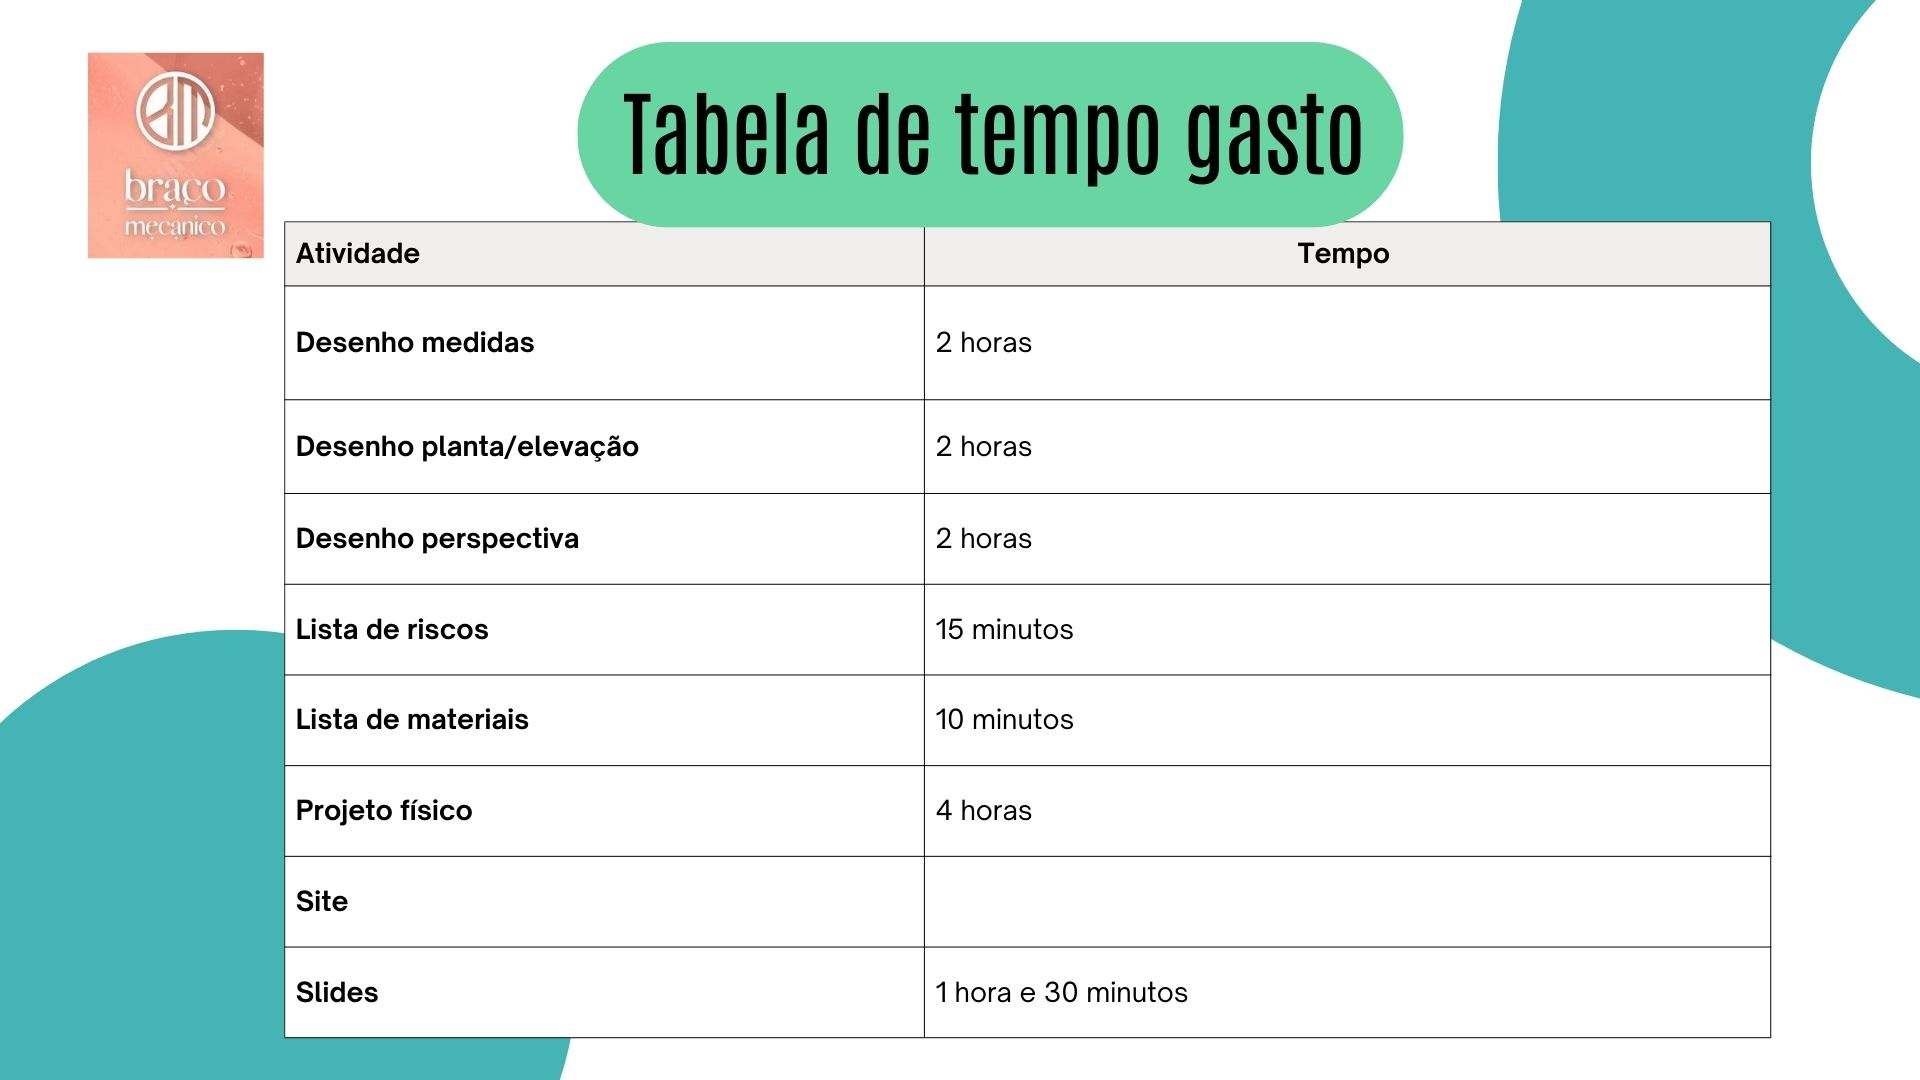 braço
mecanico
Tabela de tempo gasto
Atividade Tempo
Desenho medidas 2 horas
Desenho planta/elevação 2 horas
Desenho perspectiva 2 horas
Lista de riscos 15 minutos
Lista de materiais 10 minutos
Projeto físico 4 horas
Site
Slides 1 hora e 30 minutos